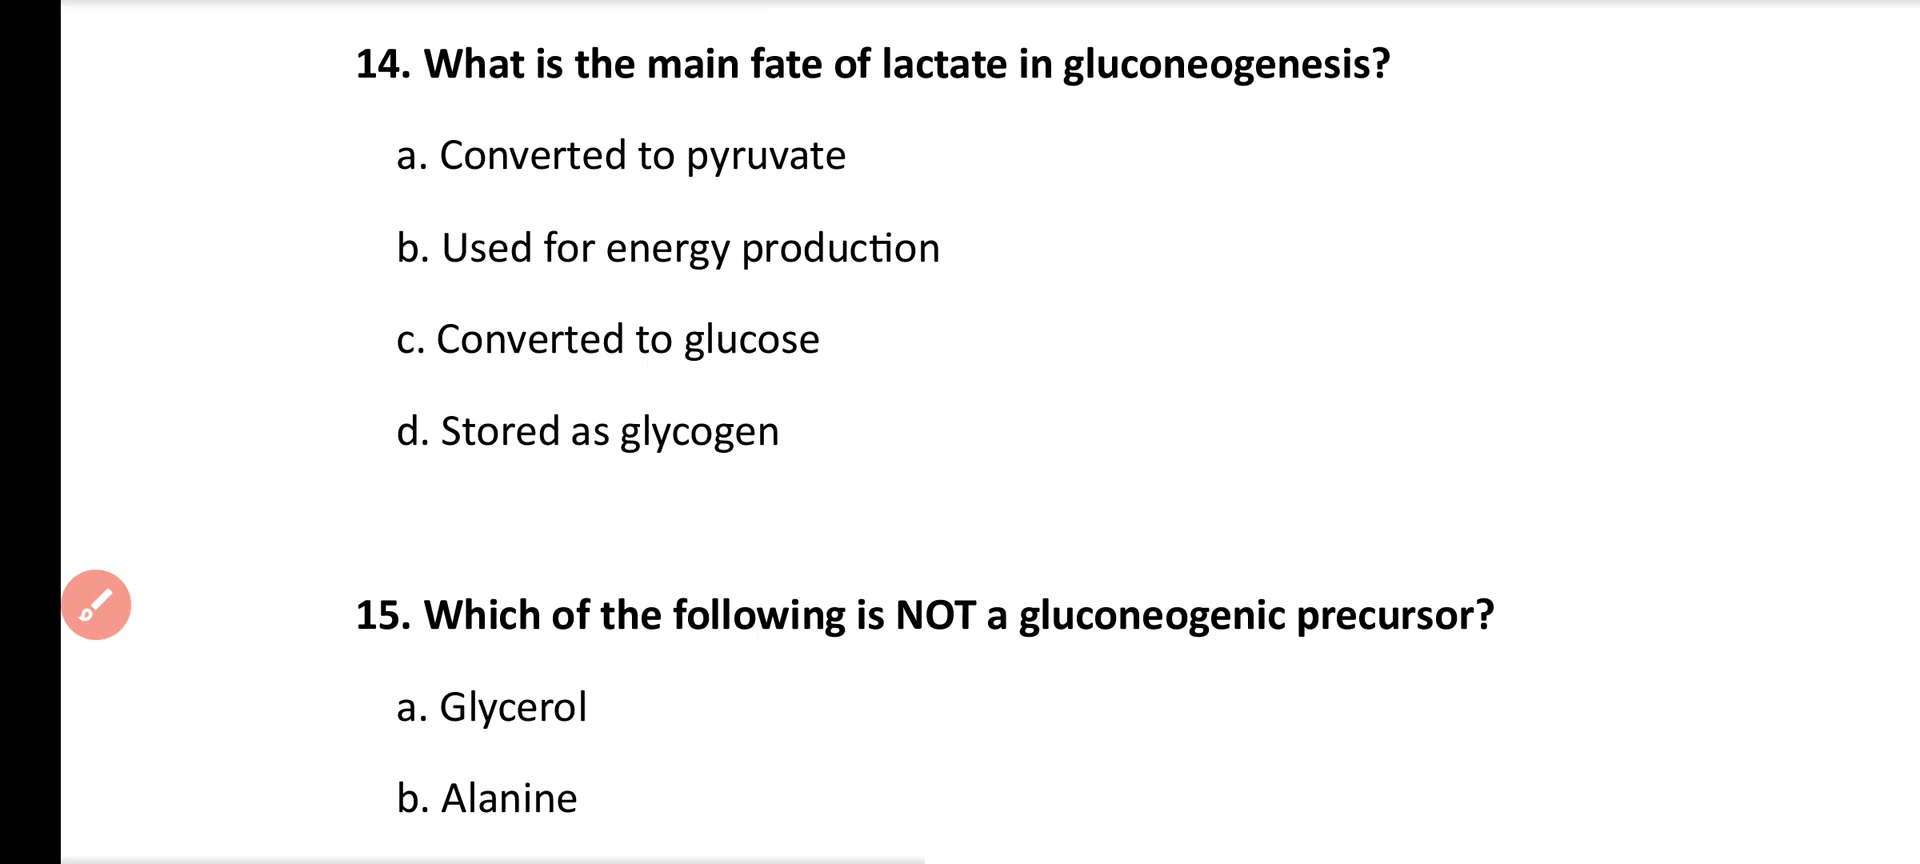 14. What is the main fate of lactate in gluconeogenesis?
a. Converted to pyruvate
b. Used for energy production
c. Converted to glucose
d. Stored as glycogen
15. Which of the following is NOT a gluconeogenic precursor?
a. Glycerol
b. Alanine